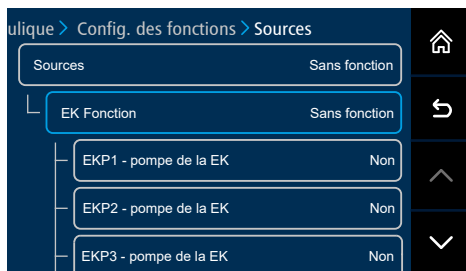 ulique > Config. des fonctions > Sources
Sources Sans fonction
EK Fonction Sans fonction
EKP1 - pompe de la EK Non
EKP2 - pompe de la EK Non
EKP3 - pompe de la EK Non